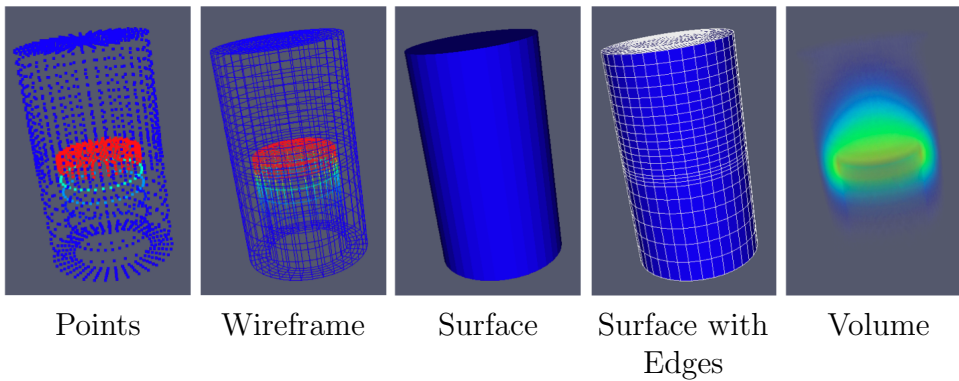 Points
Wireframe
Surface
Surface with
Edges
Volume